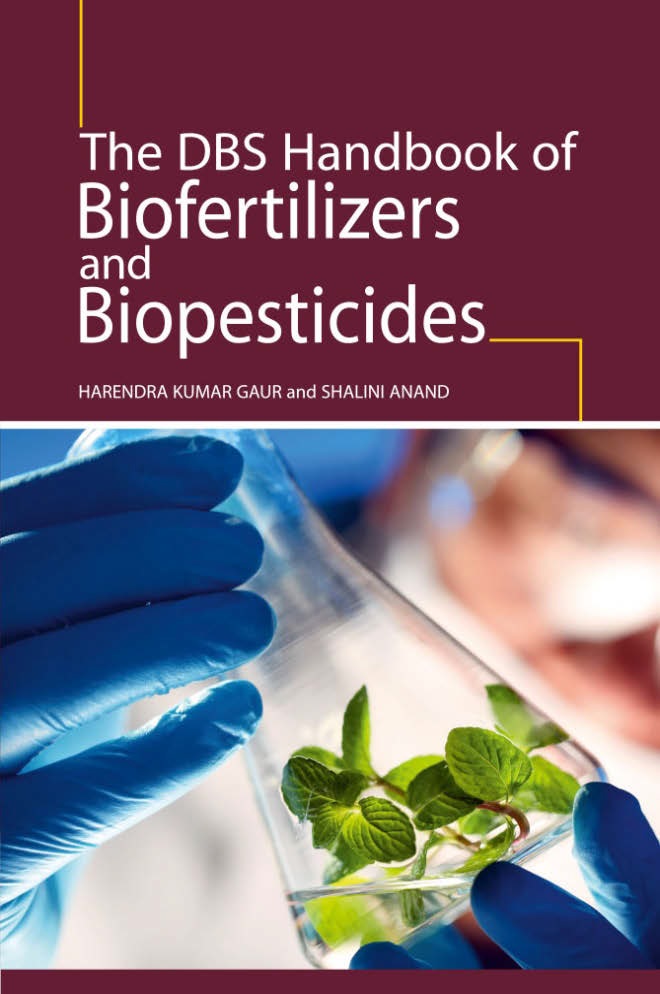 The DBS Handbook of
Biofertilizers
and
Biopesticides
HARENDRA KUMAR GAUR and SHALINI ANAND